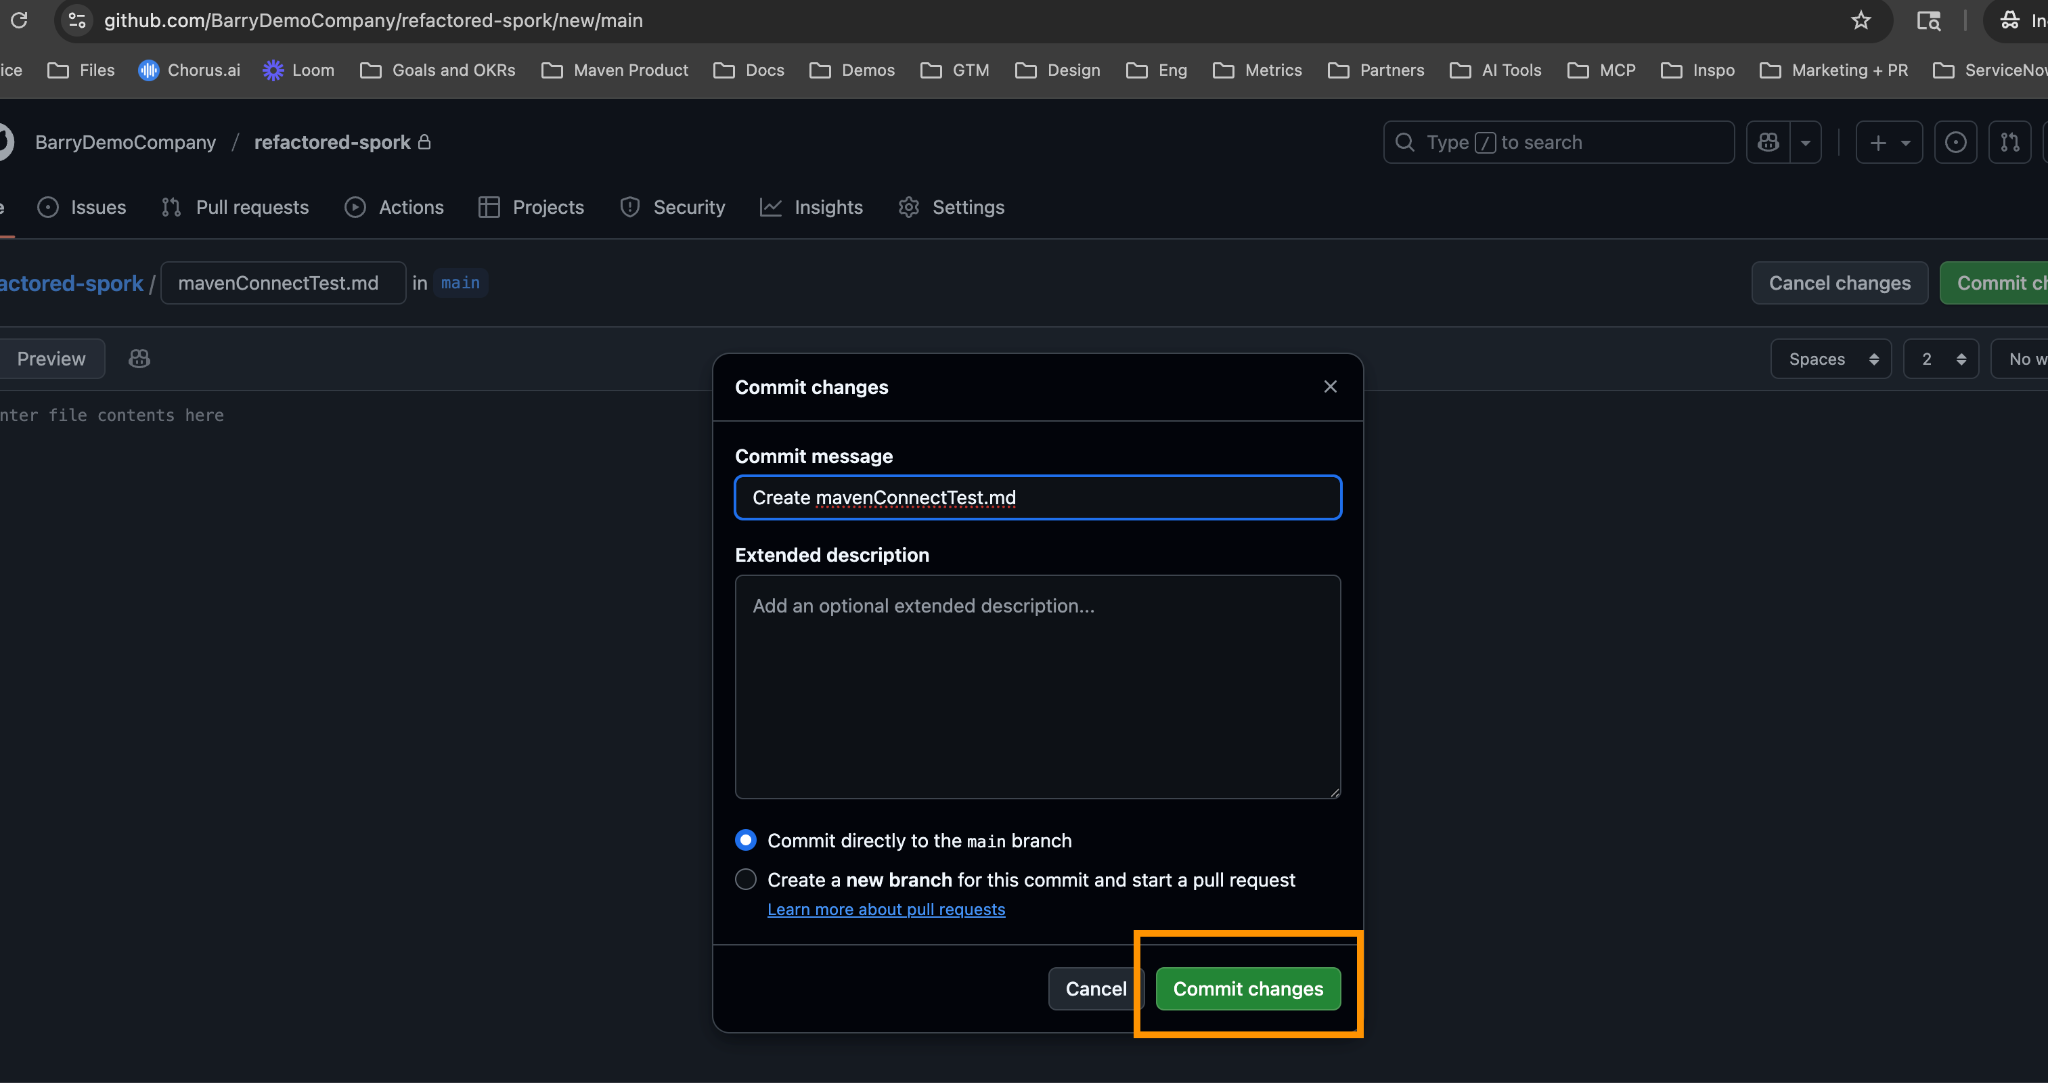 github.com/BarryDemoCompany/refactored-spork/new/main
ice Files Chorus.ai Loom Goals and OKRs Maven Product Docs Demos GTM Design Eng Metrics Partners AI Tools MCP Inspo Marketing + PR ServiceNow
BarryDemoCompany / refactored-spork Type / to search
Issues Pull requests Actions Projects Security Insights Settings
actored-spork / mavenConnectTest.md in main Cancel changes Commit ch
Preview Spaces 2 No w
nter file contents here
Commit changes
Commit message
Create mavenConnectTest.md
Extended description
Add an optional extended description...
Commit directly to the main branch
Create a new branch for this commit and start a pull request
Learn more about pull requests
Cancel Commit changes